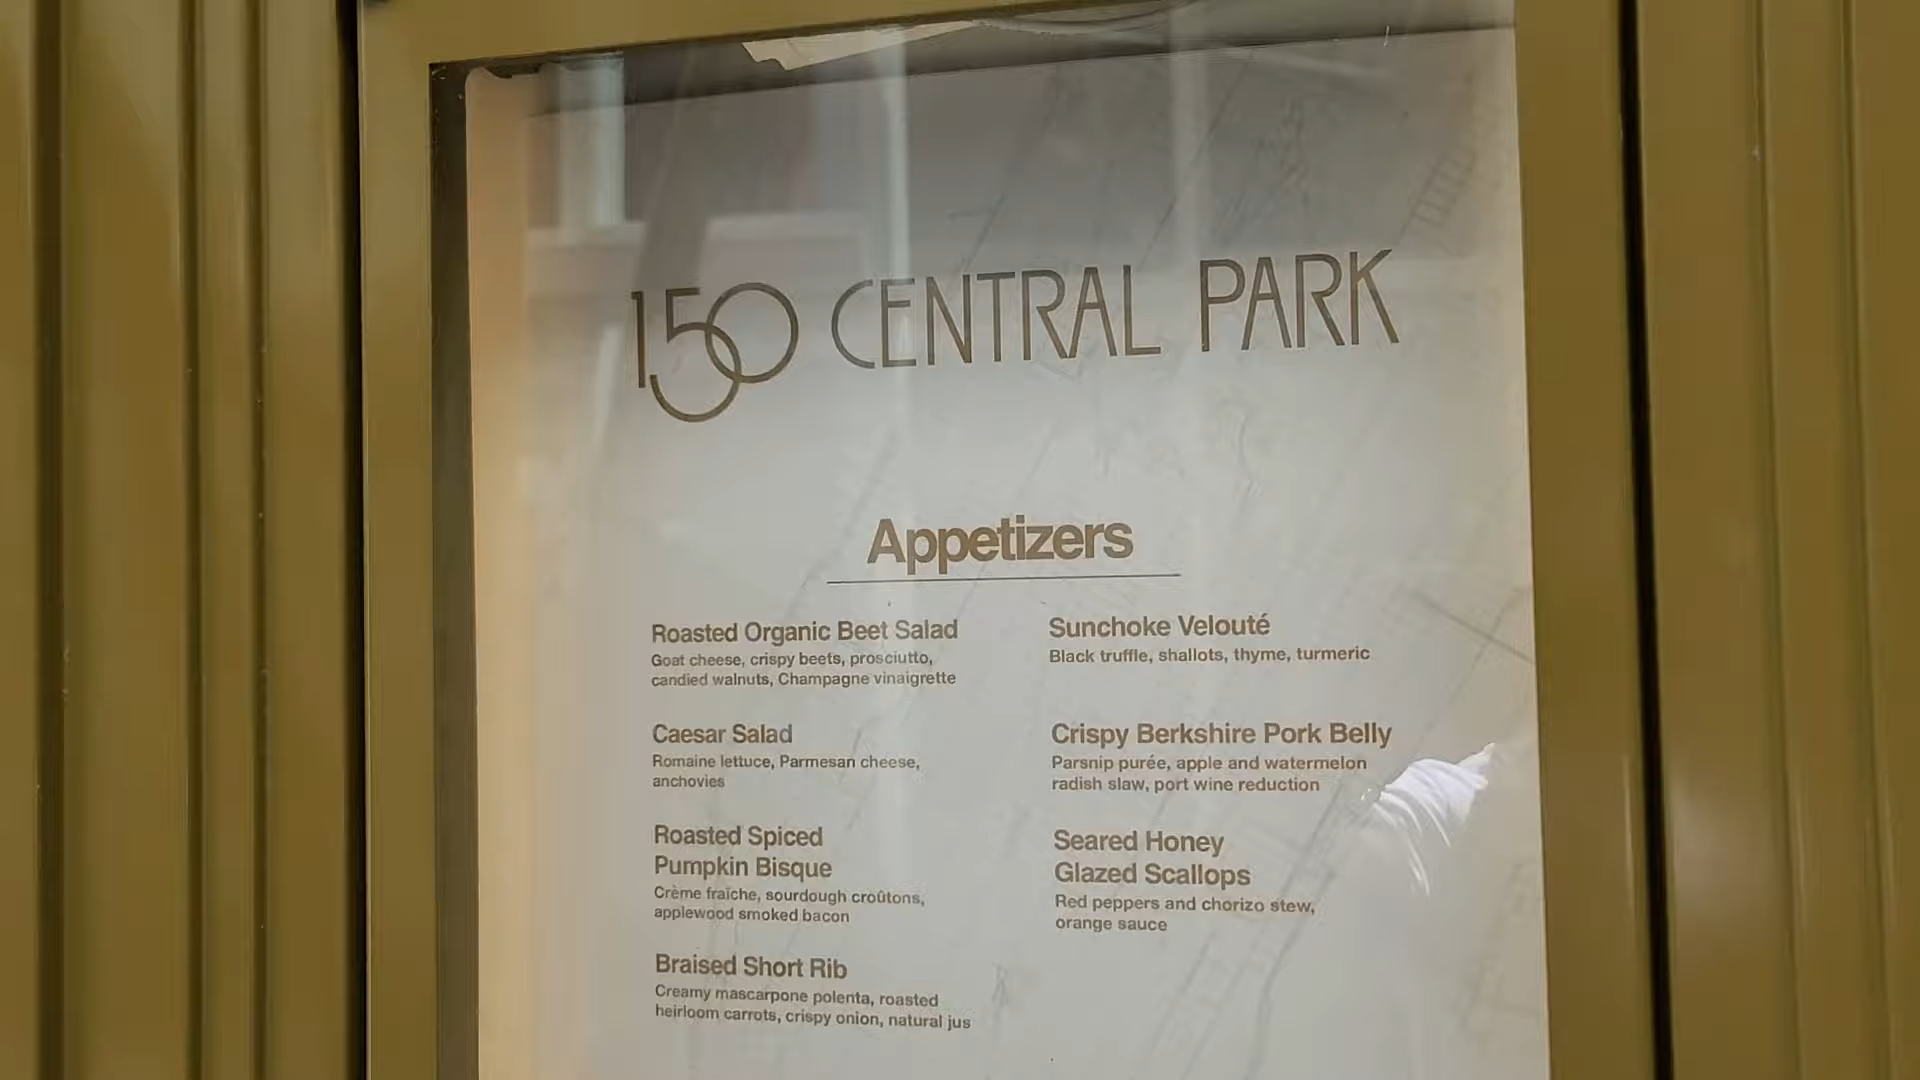 150 CENTRAL PARK
Appetizers
Roasted Organic Beet Salad
Goat cheese, crispy beets, prosciutto,
candied walnuts, Champagne vinaigrette
Caesar Salad
Romaine lettuce, Parmesan cheese,
anchovies
Roasted Spiced
Pumpkin Bisque
Crème fraîche, sourdough croûtons,
applewood smoked bacon
Braised Short Rib
Creamy mascarpone polenta, roasted
heirloom carrots, crispy onion, natural jus
Sunchoke Velouté
Black truffle, shallots, thyme, turmeric
Crispy Berkshire Pork Belly
Parsnip purée, apple and watermelon
radish slaw, port wine reduction
Seared Honey
Glazed Scallops
Red peppers and chorizo stew,
orange sauce